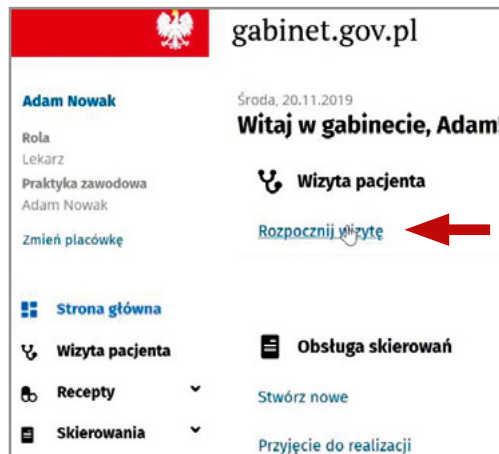 gabinet.gov.pl
Adam Nowak
Rola
Lekarz
Praktyka zawodowa
Adam Nowak
Zmień placówkę
Strona główna
Wizyta pacjenta
Recepty
Skierowania
Środa, 20.11.2019
Witaj w gabinecie, Adam!
Wizyta pacjenta
Rozpocznij wizytę
Obsługa skierowań
Stwórz nowe
Przyjęcie do realizacji